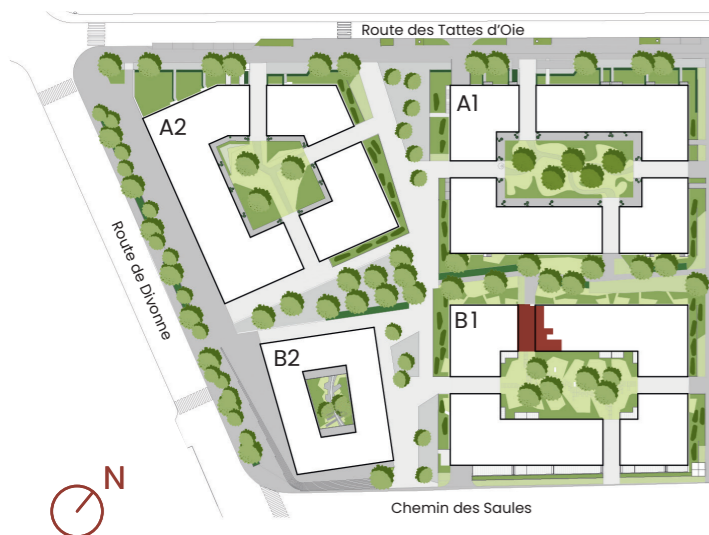 Route des Tattes d'Oie
A1
A2
Route de Divonne
B1
B2
N
Chemin des Saules